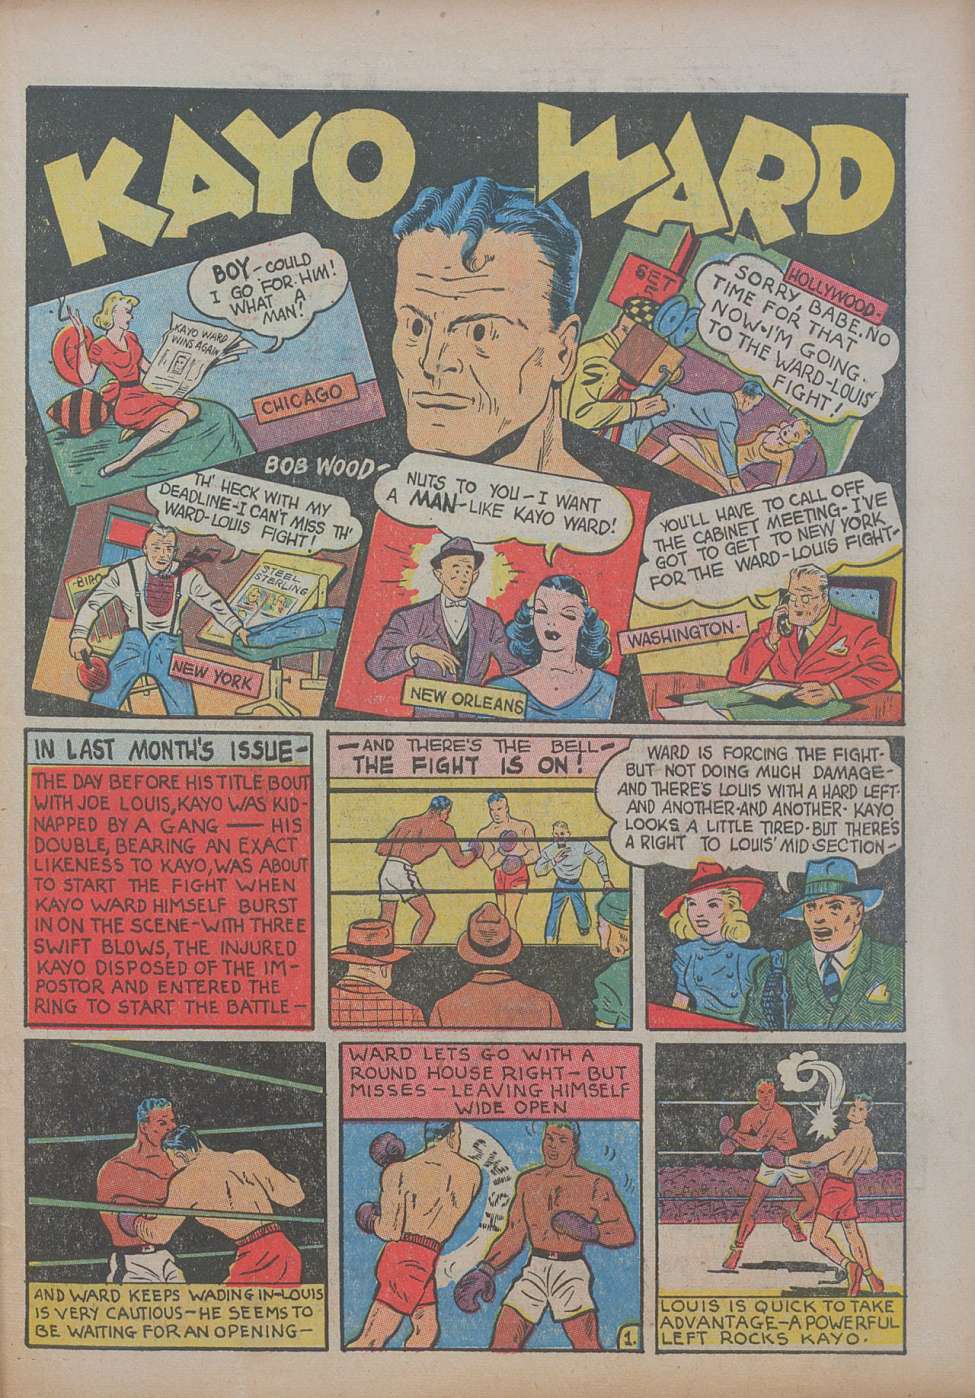 KAYO WARD
BOY - COULD
I GO FOR HIM!
WHAT A
MAN!
KAYO WARD
WINS AGAIN
CHICAGO
SET
HOLLYWOOD-
SORRY, BABE. NO
TIME FOR THAT
NOW. I'M GOING.
TO THE WARD-LOUIS
FIGHT!
BOB WOOD-
TH' HECK WITH MY
DEADLINE-I CAN'T MISS TH'
WARD-LOUIS FIGHT!
-BIRO
STEEL
STERLING
NEW YORK
NUTS TO YOU - I WANT
A MAN-LIKE KAYO WARD!
NEW ORLEANS
YOU'LL HAVE TO CALL OFF
THE CABINET MEETING-I'VE
GOT TO GET TO NEW YORK
FOR THE WARD-LOUIS FIGHT-
WASHINGTON-
IN LAST MONTH'S ISSUE-
THE DAY BEFORE HIS TITLE BOUT
WITH JOE LOUIS, KAYO WAS KID-
NAPPED BY A GANG — HIS
DOUBLE, BEARING AN EXACT
LIKENESS TO KAYO, WAS ABOUT
TO START THE FIGHT WHEN
KAYO WARD HIMSELF BURST
IN ON THE SCENE-WITH THREE
SWIFT BLOWS, THE INJURED
KAYO DISPOSED OF THE IM-
POSTOR AND ENTERED THE
RING TO START THE BATTLE-
-AND THERE'S THE BELL-
THE FIGHT IS ON!
WARD IS FORCING THE FIGHT-
BUT NOT DOING MUCH DAMAGE-
AND THERE'S LOUIS WITH A HARD LEFT-
AND ANOTHER-AND ANOTHER- KAYO
LOOKS A LITTLE TIRED-BUT THERE'S
A RIGHT TO LOUIS' MID-SECTION-
AND WARD KEEPS WADING IN-LOUIS
IS VERY CAUTIOUS-HE SEEMS TO
BE WAITING FOR AN OPENING-
WARD LETS GO WITH A
ROUND HOUSE RIGHT- BUT
MISSES - LEAVING HIMSELF
WIDE OPEN
1.
LOUIS IS QUICK TO TAKE
ADVANTAGE-A POWERFUL
LEFT ROCKS KAYO.